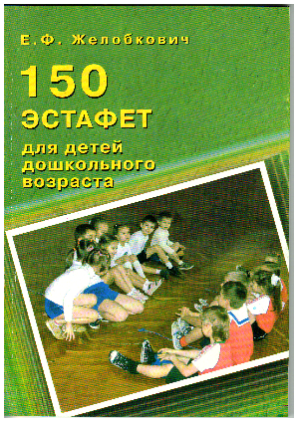 Е.Ф. Желобкович
150
ЭСТАФЕТ
для детей
дошкольного
возраста